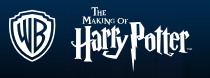 WB
THE
MAKING OF
Harry Potter